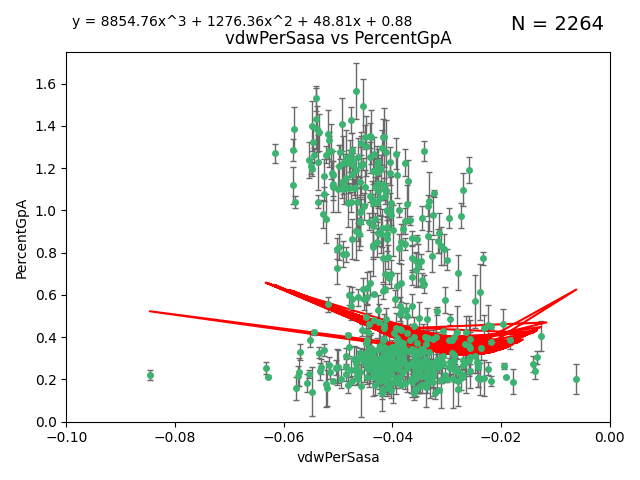 y = 8854.76x^3 + 1276.36x^2 + 48.81x + 0.88
N = 2264
vdwPerSasa vs PercentGpA
1.6
1.4
1.2
1.0
0.8
0.6
0.4
0.2
0.0
PercentGpA
−0.10 −0.08 −0.06 −0.04 −0.02 0.00
vdwPerSasa